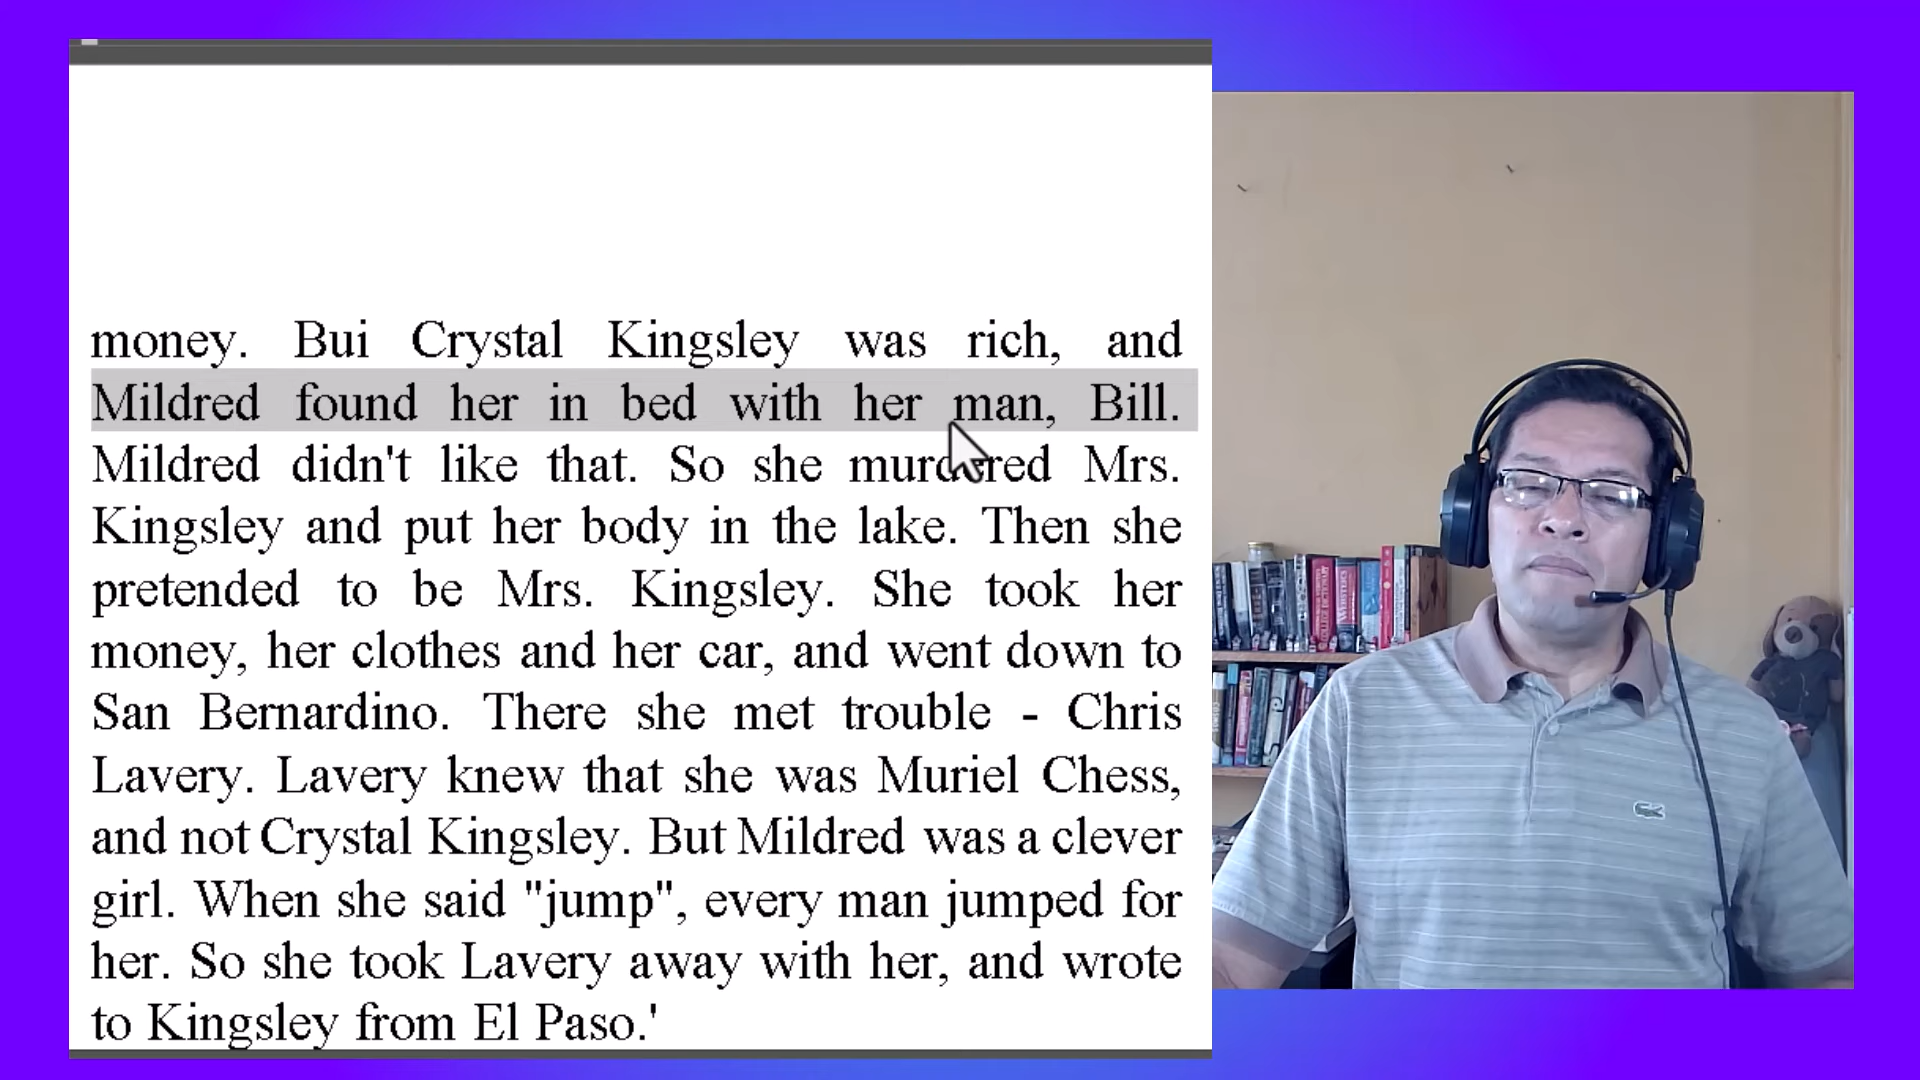 money. Bui Crystal Kingsley was rich, and
Mildred found her in bed with her man, Bill.
Mildred didn't like that. So she murdered Mrs.
Kingsley and put her body in the lake. Then she
pretended to be Mrs. Kingsley. She took her
money, her clothes and her car, and went down to
San Bernardino. There she met trouble - Chris
Lavery. Lavery knew that she was Muriel Chess,
and not Crystal Kingsley. But Mildred was a clever
girl. When she said "jump", every man jumped for
her. So she took Lavery away with her, and wrote
to Kingsley from El Paso.'